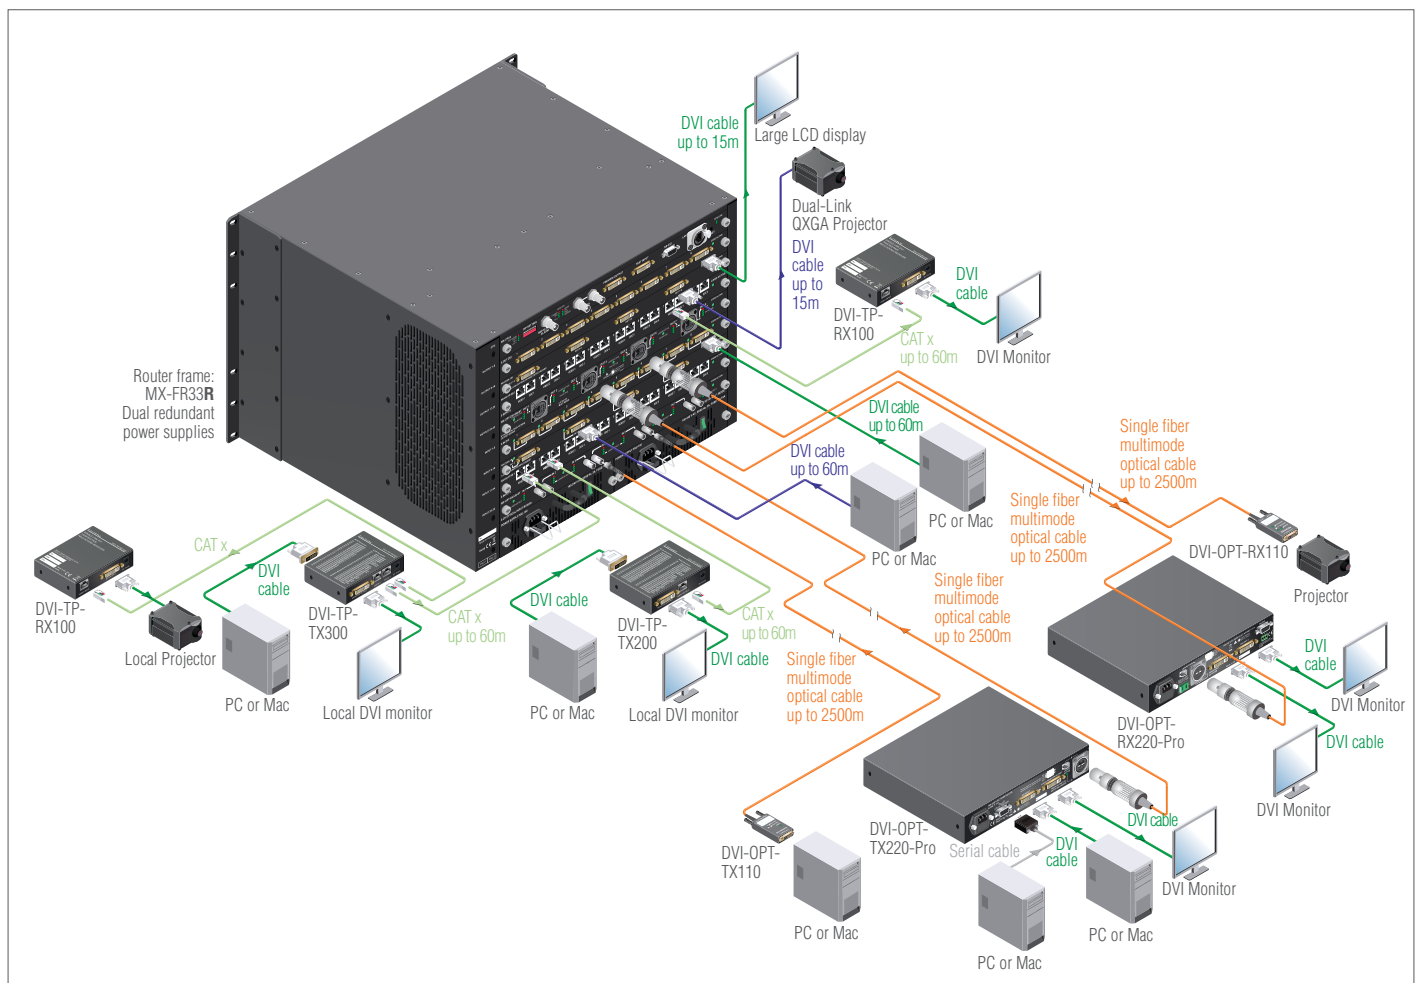 DVI cable
up to 15m
Large LCD display
Dual-Link
QXGA Projector
DVI
cable
up to
15m
DVI
cable
DVI-TP-
RX100
CAT x
up to 60m
DVI Monitor
Router frame:
MX-FR33R
Dual redundant
power supplies
DVI cable
up to 60m
DVI cable
up to 60m
PC or Mac
PC or Mac
Single fiber
multimode
optical cable
up to 2500m
Single fiber
multimode
optical cable
up to 2500m
DVI-OPT-RX110
Projector
CAT x
DVI
cable
DVI-TP-
RX100
Local Projector
DVI-TP-
TX300
CAT x
up to 60m
PC or Mac
Local DVI monitor
DVI cable
DVI-TP-
TX200
CAT x
up to 60m
DVI cable
PC or Mac
Local DVI monitor
Single fiber
multimode
optical cable
up to 2500m
Single fiber
multimode
optical cable
up to 2500m
DVI
cable
DVI Monitor
DVI-OPT-
RX220-Pro
DVI cable
DVI Monitor
DVI-OPT-
TX110
PC or Mac
DVI-OPT-
TX220-Pro
Serial cable
DVI
cable
DVI cable
DVI Monitor
PC or Mac
PC or Mac